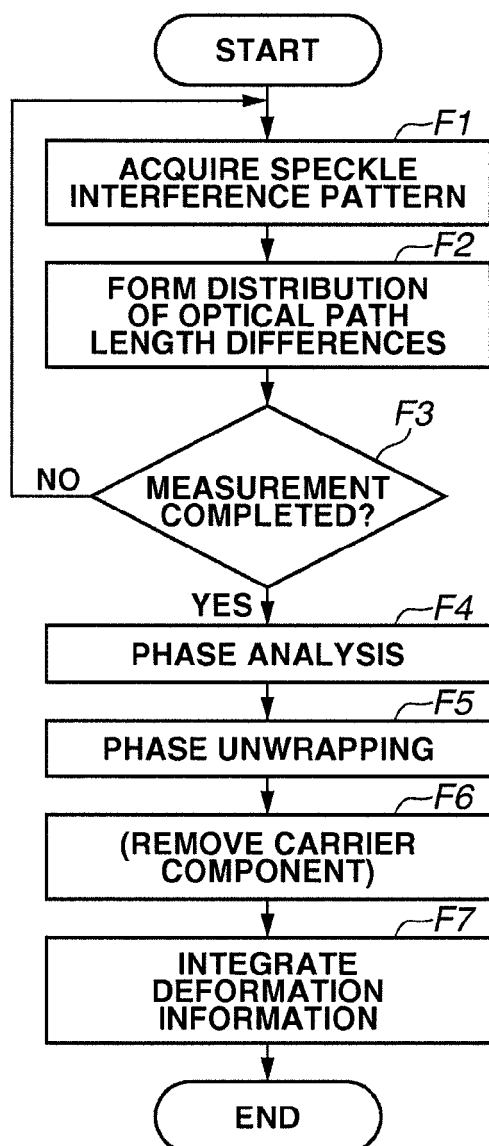 START
F1
ACQUIRE SPECKLE
INTERFERENCE PATTERN
F2
FORM DISTRIBUTION
OF OPTICAL PATH
LENGTH DIFFERENCES
F3
NO
MEASUREMENT
COMPLETED?
YES
F4
PHASE ANALYSIS
F5
PHASE UNWRAPPING
F6
(REMOVE CARRIER
COMPONENT)
F7
INTEGRATE
DEFORMATION
INFORMATION
END